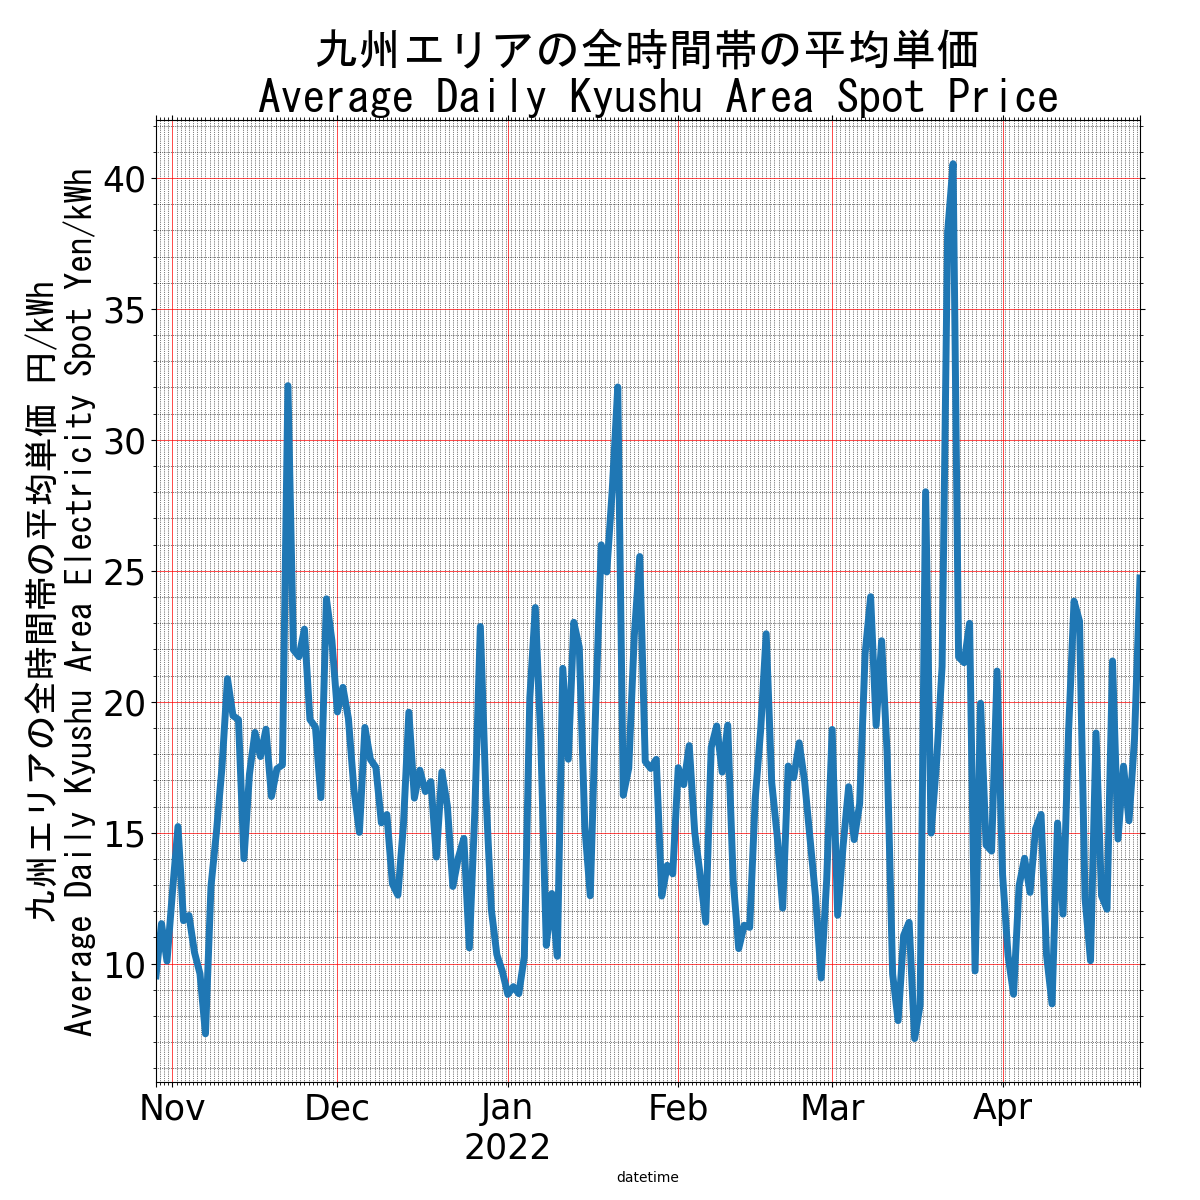 九州エリアの全時間帯の平均単価
Average Daily Kyushu Area Spot Price
九州エリアの全時間帯の平均単価 円/kWh
Average Daily Kyushu Area Electricity Spot Yen/kWh
40
35
30
25
20
15
10
Nov
Dec
Jan
2022
Feb
Mar
Apr
datetime